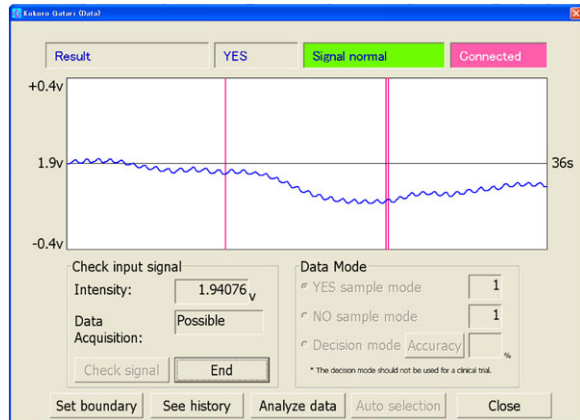 Kokoro Gatari (Data)
Result YES Signal normal Connected
+0.4v
1.9v 36s
-0.4v
Check input signal
Intensity: 1.94076 v
Data Acquisition: Possible
Check signal End
Data Mode
YES sample mode 1
NO sample mode 1
Decision mode Accuracy %
* The decision mode should not be used for a clinical trial.
Set boundary See history Analyze data Auto selection Close